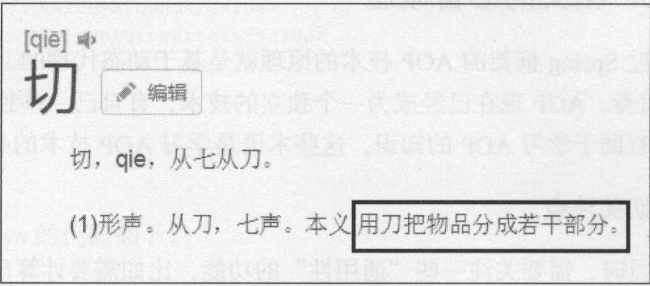 [qiē]
切
编辑
切，qie，从七从刀。
(1)形声。从刀，七声。本义用刀把物品分成若干部分。